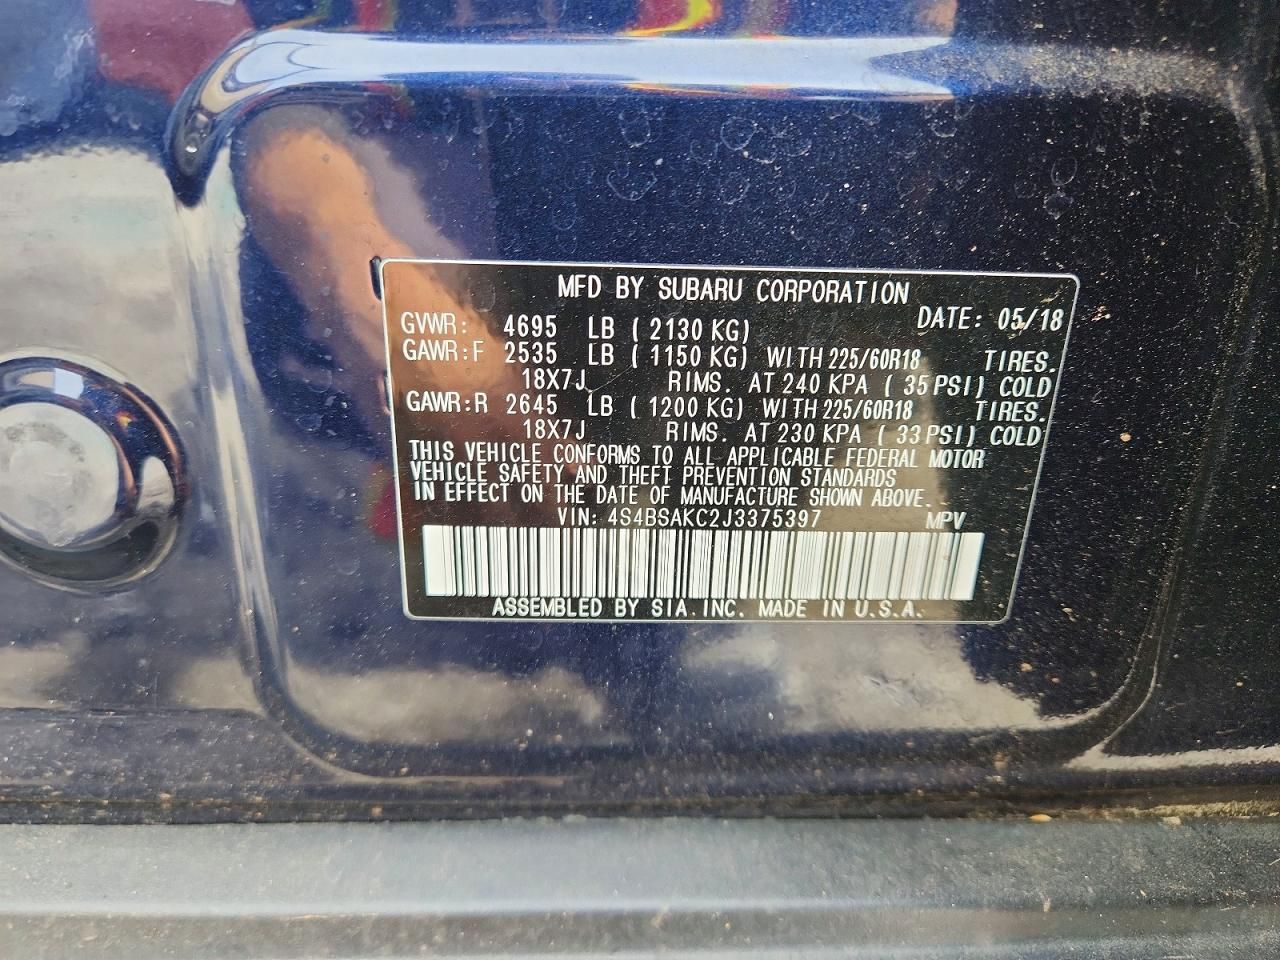 MFD BY SUBARU CORPORATION
GVWR: 4695 LB ( 2130 KG) DATE: 05/18
GAWR:F 2535 LB ( 1150 KG) WITH 225/60R18 TIRES.
18X7J RIMS. AT 240 KPA ( 35 PSI) COLD
GAWR:R 2645 LB ( 1200 KG) WITH 225/60R18 TIRES.
18X7J RIMS. AT 230 KPA ( 33 PSI) COLD
THIS VEHICLE CONFORMS TO ALL APPLICABLE FEDERAL MOTOR
VEHICLE SAFETY AND THEFT PREVENTION STANDARDS
IN EFFECT ON THE DATE OF MANUFACTURE SHOWN ABOVE.
VIN: 4S4BSAKC2J3375397 MPV
ASSEMBLED BY SIA.INC. MADE IN U.S.A.